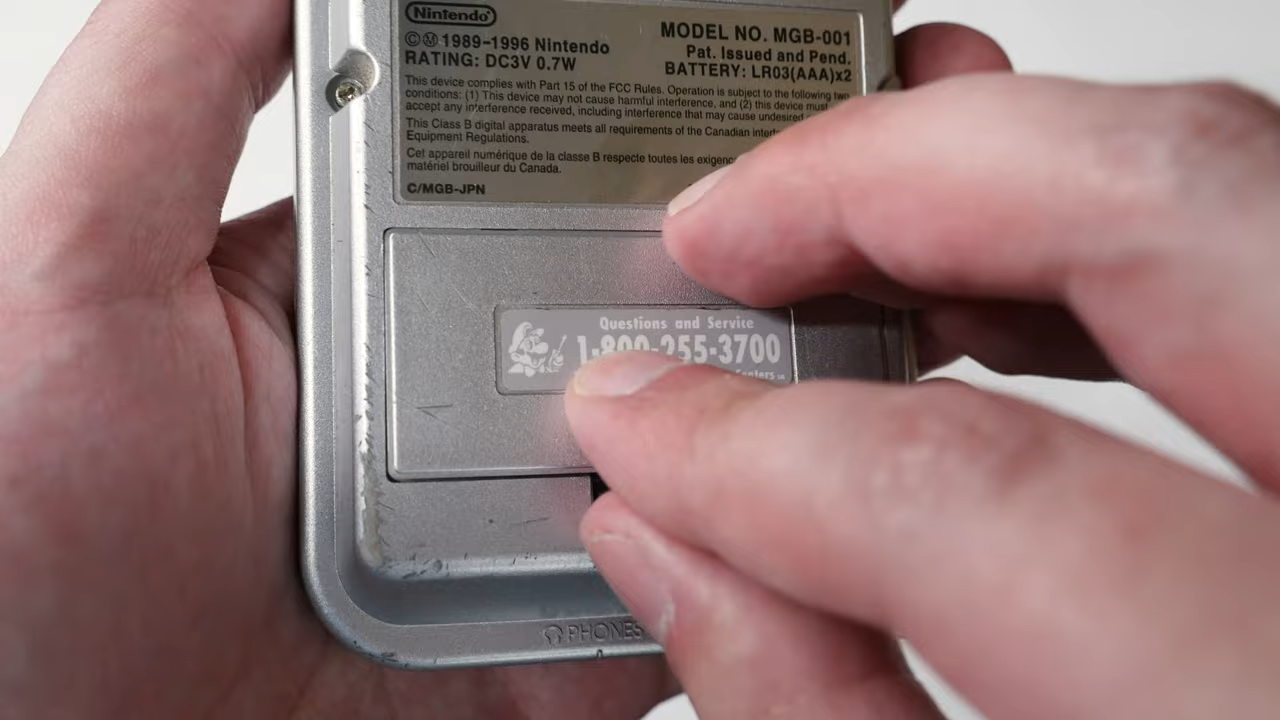 Nintendo
©Ⓜ 1989-1996 Nintendo
RATING: DC3V 0.7W
MODEL NO. MGB-001
Pat. Issued and Pend.
BATTERY: LR03(AAA)x2
This device complies with Part 15 of the FCC Rules. Operation is subject to the following two
conditions: (1) This device may not cause harmful interference, and (2) this device must
accept any interference received, including interference that may cause undesired
This Class B digital apparatus meets all requirements of the Canadian
Equipment Regulations.
Cet appareil numérique de la classe B respecte toutes les
matériel brouilleur du Canada.
C/MGB-JPN
Questions and Service
1-800-255-3700
Centers
PHONES